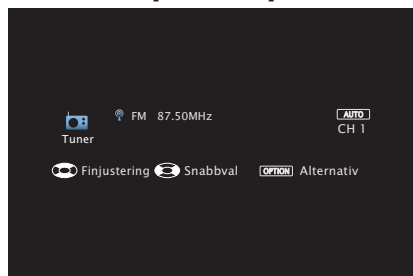 FM 87.50MHz
AUTO
CH 1
Tuner
Finjustering Snabbval OPTION Alternativ